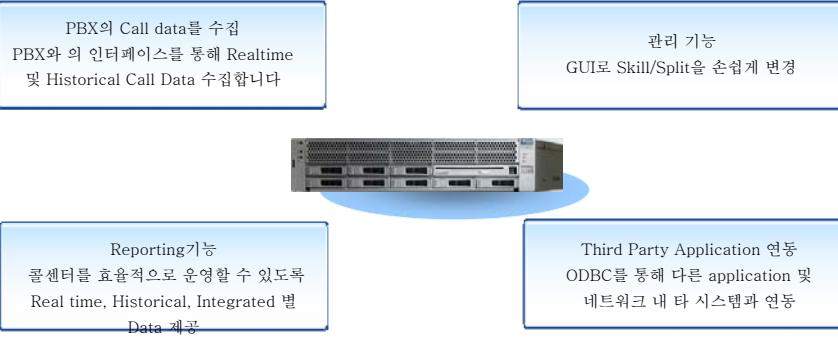 PBX의 Call data를 수집
PBX와 의 인터페이스를 통해 Realtime
및 Historical Call Data 수집합니다
관리 기능
GUI로 Skill/Split을 손쉽게 변경
Reporting기능
콜센터를 효율적으로 운영할 수 있도록
Real time, Historical, Integrated 별
Data 제공
Third Party Application 연동
ODBC를 통해 다른 application 및
네트워크 내 타 시스템과 연동